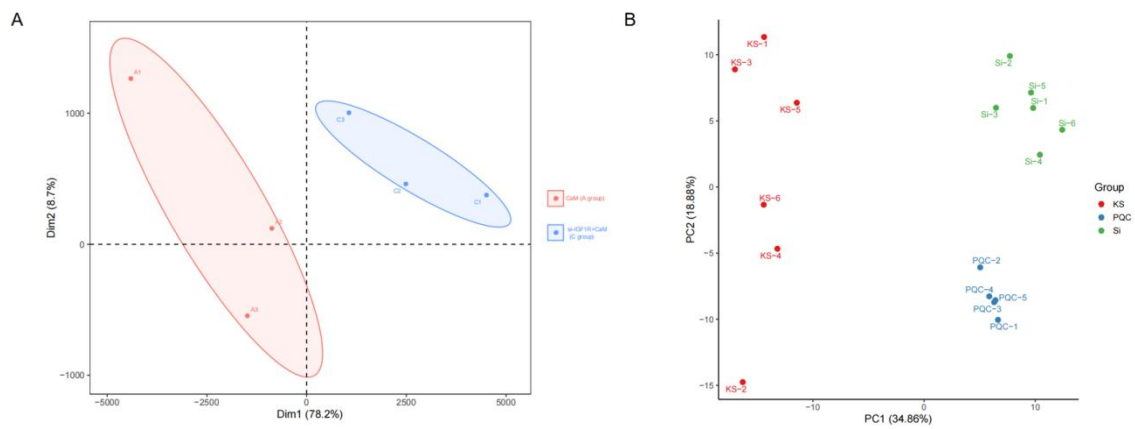 A
Dim2 (8.7%)
1000
0
-1000
A1
A2
A3
C3
C2
C1
-5000
-2500
0
2500
5000
Dim1 (78.2%)
OxM (A group)
si-IGF1R+CaM
(C group)
B
PC2 (18.88%)
10
5
0
−5
−10
−15
KS−1
KS−3
KS−5
KS−6
KS−4
KS−2
Si−2
Si−5
Si−1
Si−3
Si−6
Si−4
PQC−2
PQC−4
PQC−5
PQC−3
PQC−1
−10
0
10
PC1 (34.86%)
Group
KS
PQC
Si